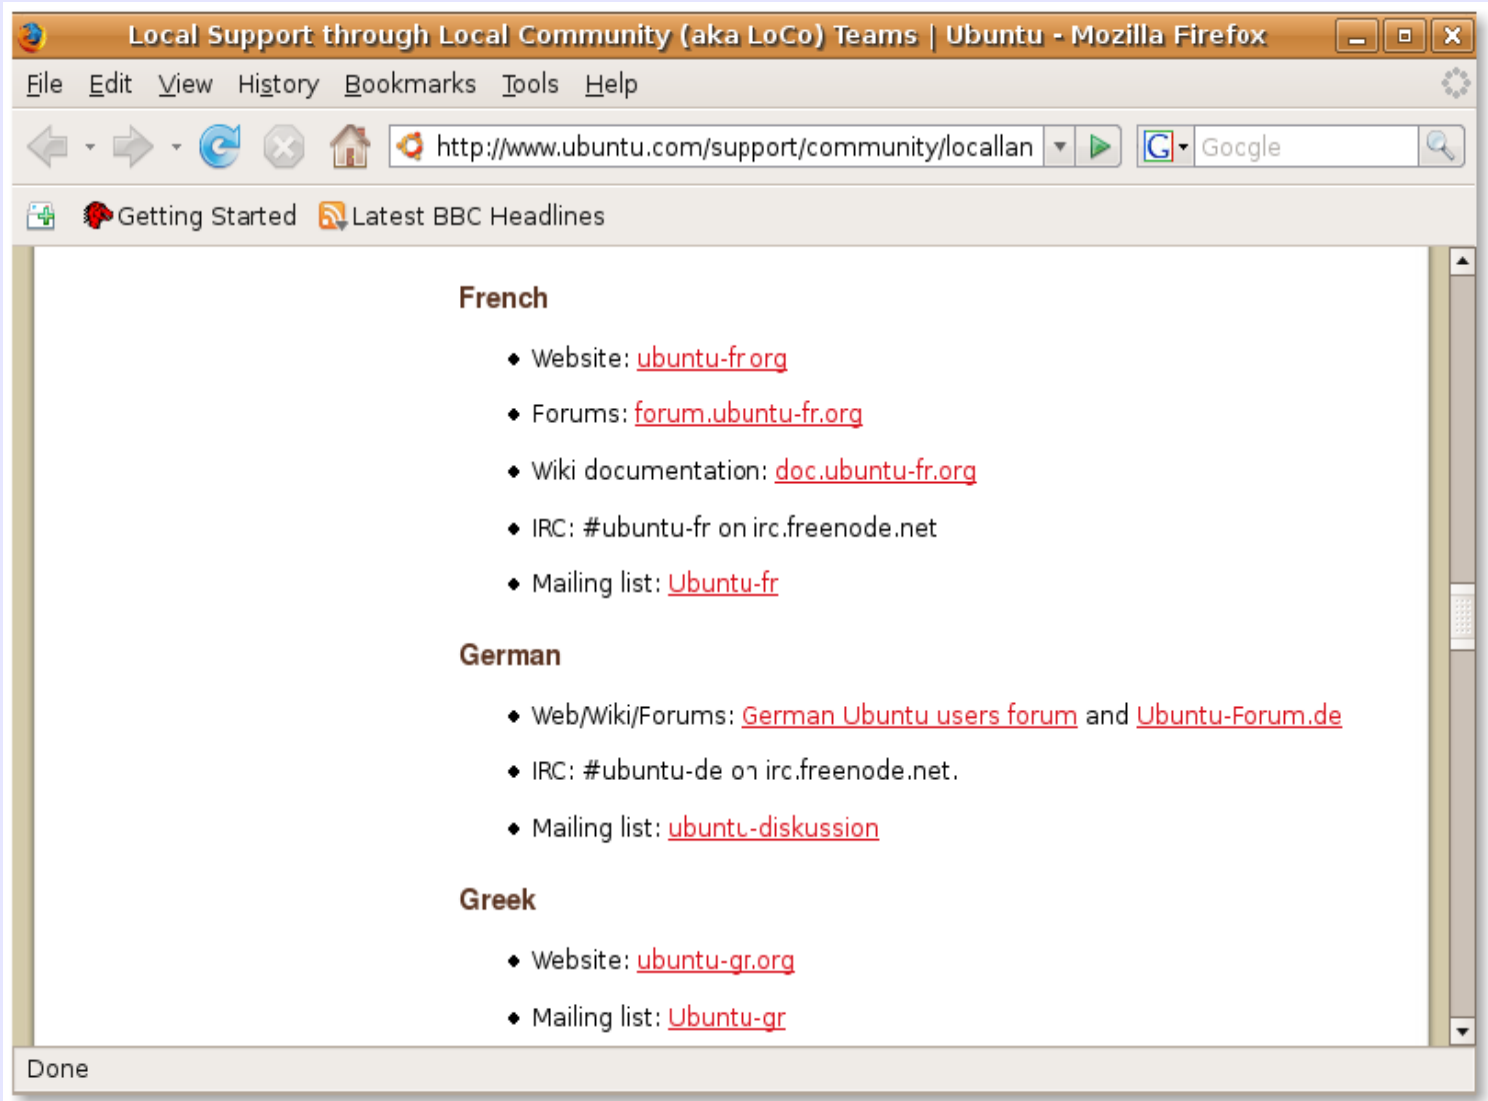 Local Support through Local Community (aka LoCo) Teams | Ubuntu - Mozilla Firefox
File Edit View History Bookmarks Tools Help
http://www.ubuntu.com/support/community/locallan G Gocgle
Getting Started Latest BBC Headlines
French
Website: ubuntu-fr org
Forums: forum.ubuntu-fr.org
Wiki documentation: doc.ubuntu-fr.org
IRC: #ubuntu-fr on irc.freenode.net
Mailing list: Ubuntu-fr
German
Web/Wiki/Forums: German Ubuntu users forum and Ubuntu-Forum.de
IRC: #ubuntu-de on irc.freenode.net.
Mailing list: ubuntu-diskussion
Greek
Website: ubuntu-gr.org
Mailing list: Ubuntu-gr
Done